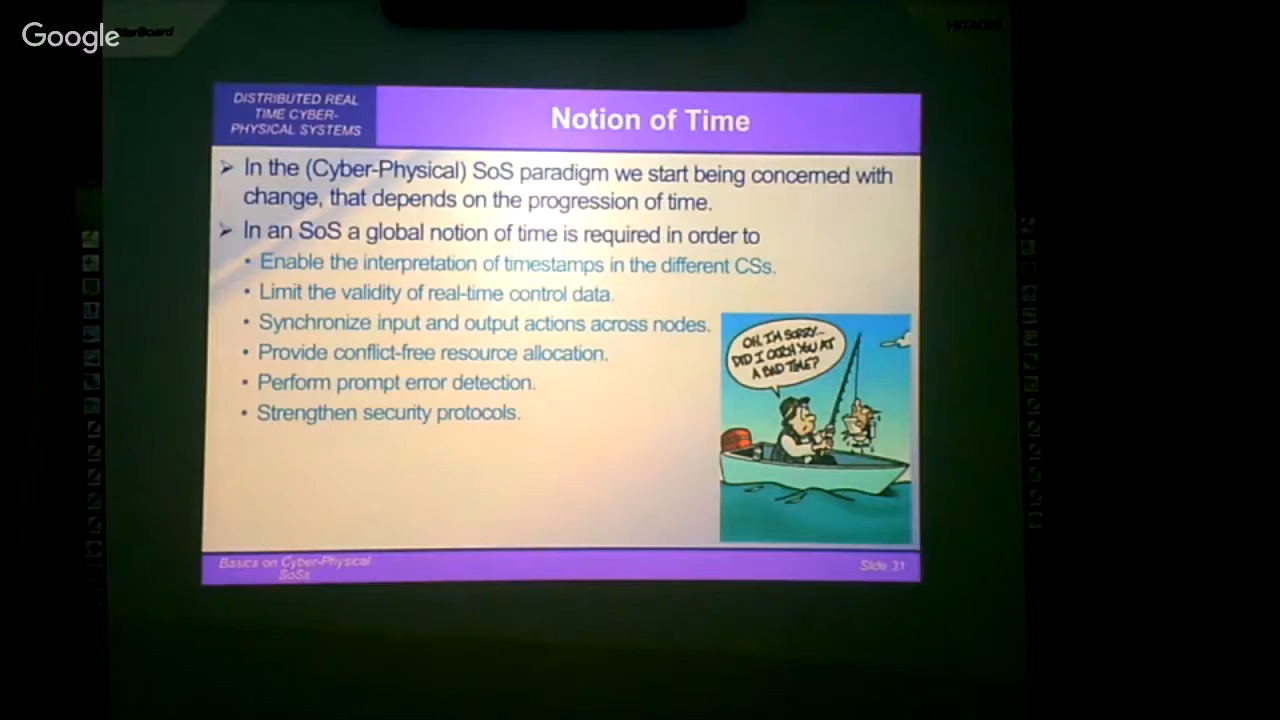 Google
StarBoard
HITACHI
DISTRIBUTED REAL
TIME CYBER-
PHYSICAL SYSTEMS
Notion of Time
➢ In the (Cyber-Physical) SoS paradigm we start being concerned with
change, that depends on the progression of time.
➢ In an SoS a global notion of time is required in order to
• Enable the interpretation of timestamps in the different CSs.
• Limit the validity of real-time control data.
• Synchronize input and output actions across nodes.
• Provide conflict-free resource allocation.
• Perform prompt error detection.
• Strengthen security protocols.
OH, I'M SORRY...
DID I CATCH YOU AT
A BAD TIME?
Basics on Cyber-Physical
SoSs
Slide 31